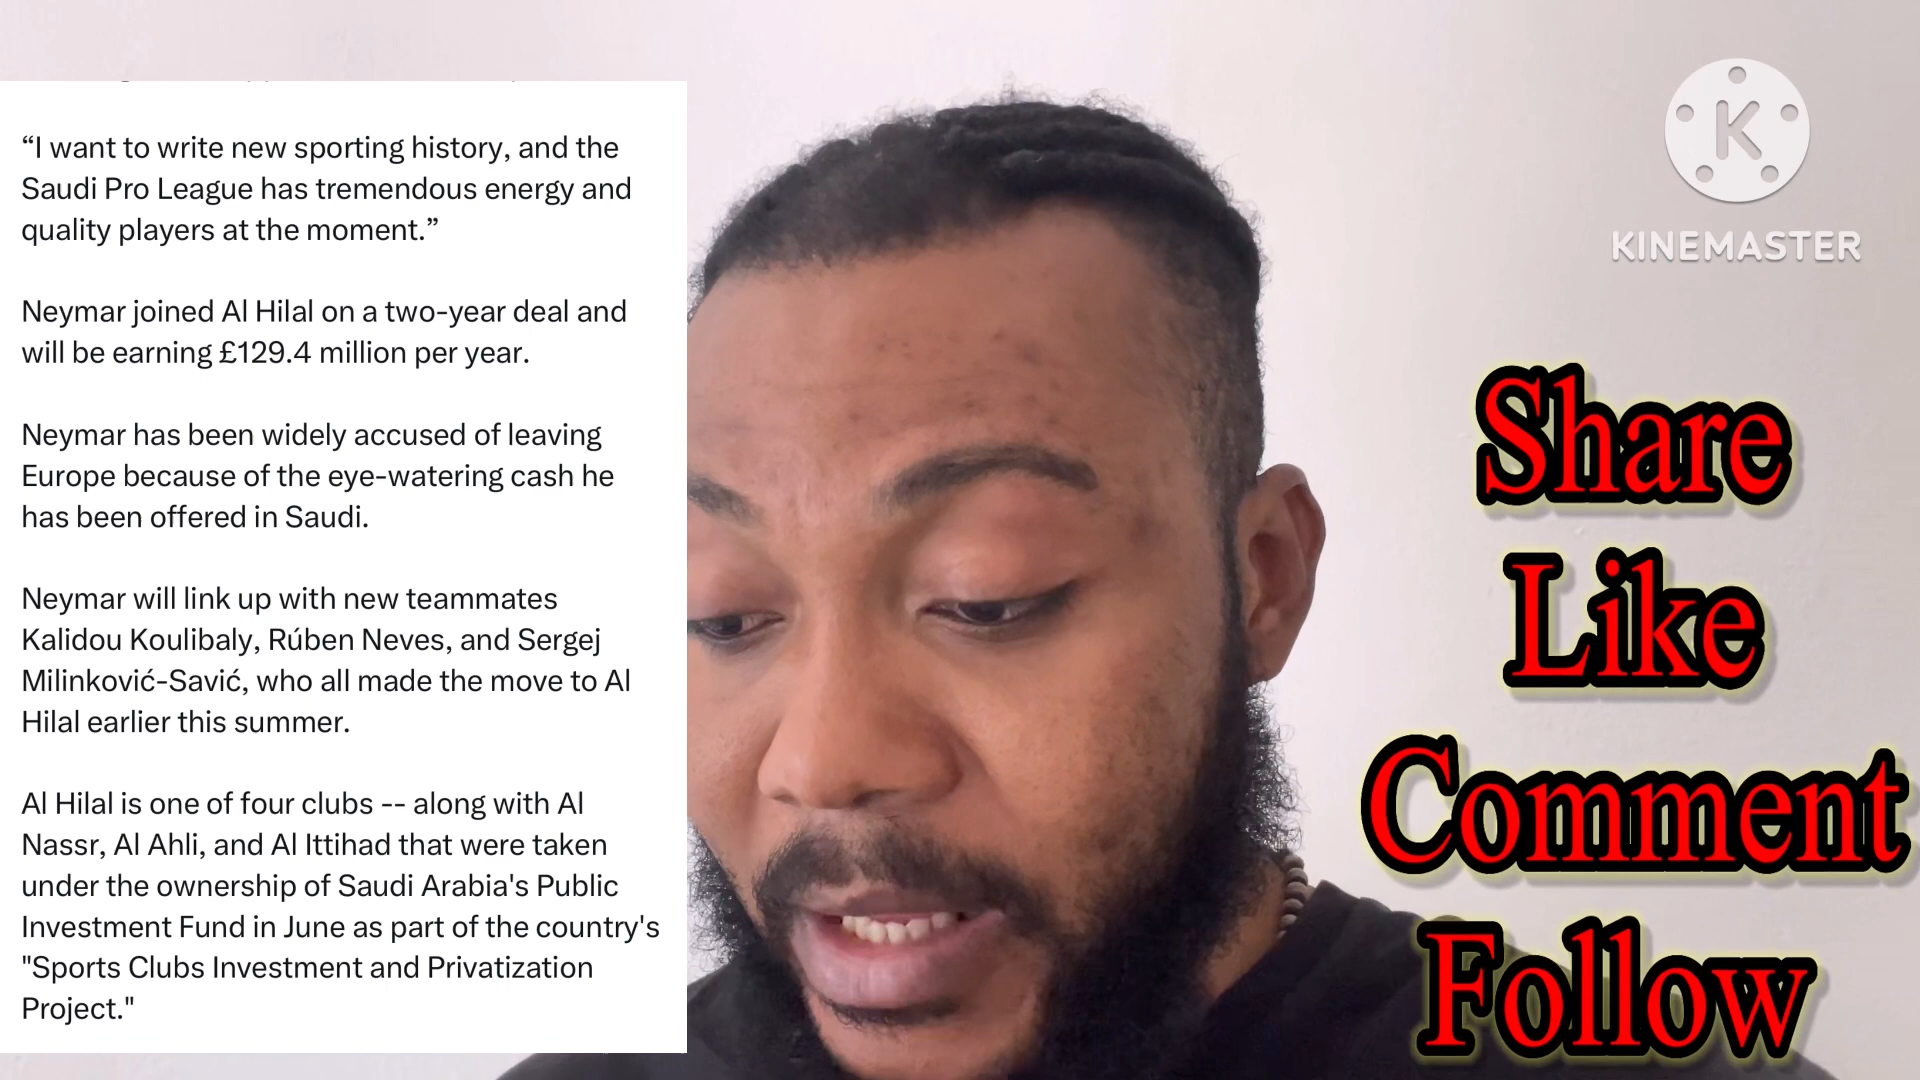 “I want to write new sporting history, and the
Saudi Pro League has tremendous energy and
quality players at the moment.”
Neymar joined Al Hilal on a two-year deal and
will be earning £129.4 million per year.
Neymar has been widely accused of leaving
Europe because of the eye-watering cash he
has been offered in Saudi.
Neymar will link up with new teammates
Kalidou Koulibaly, Rúben Neves, and Sergej
Milinković-Savić, who all made the move to Al
Hilal earlier this summer.
Al Hilal is one of four clubs -- along with Al
Nassr, Al Ahli, and Al Ittihad that were taken
under the ownership of Saudi Arabia's Public
Investment Fund in June as part of the country's
"Sports Clubs Investment and Privatization
Project."
K
KINEMASTER
Share
Like
Comment
Follow